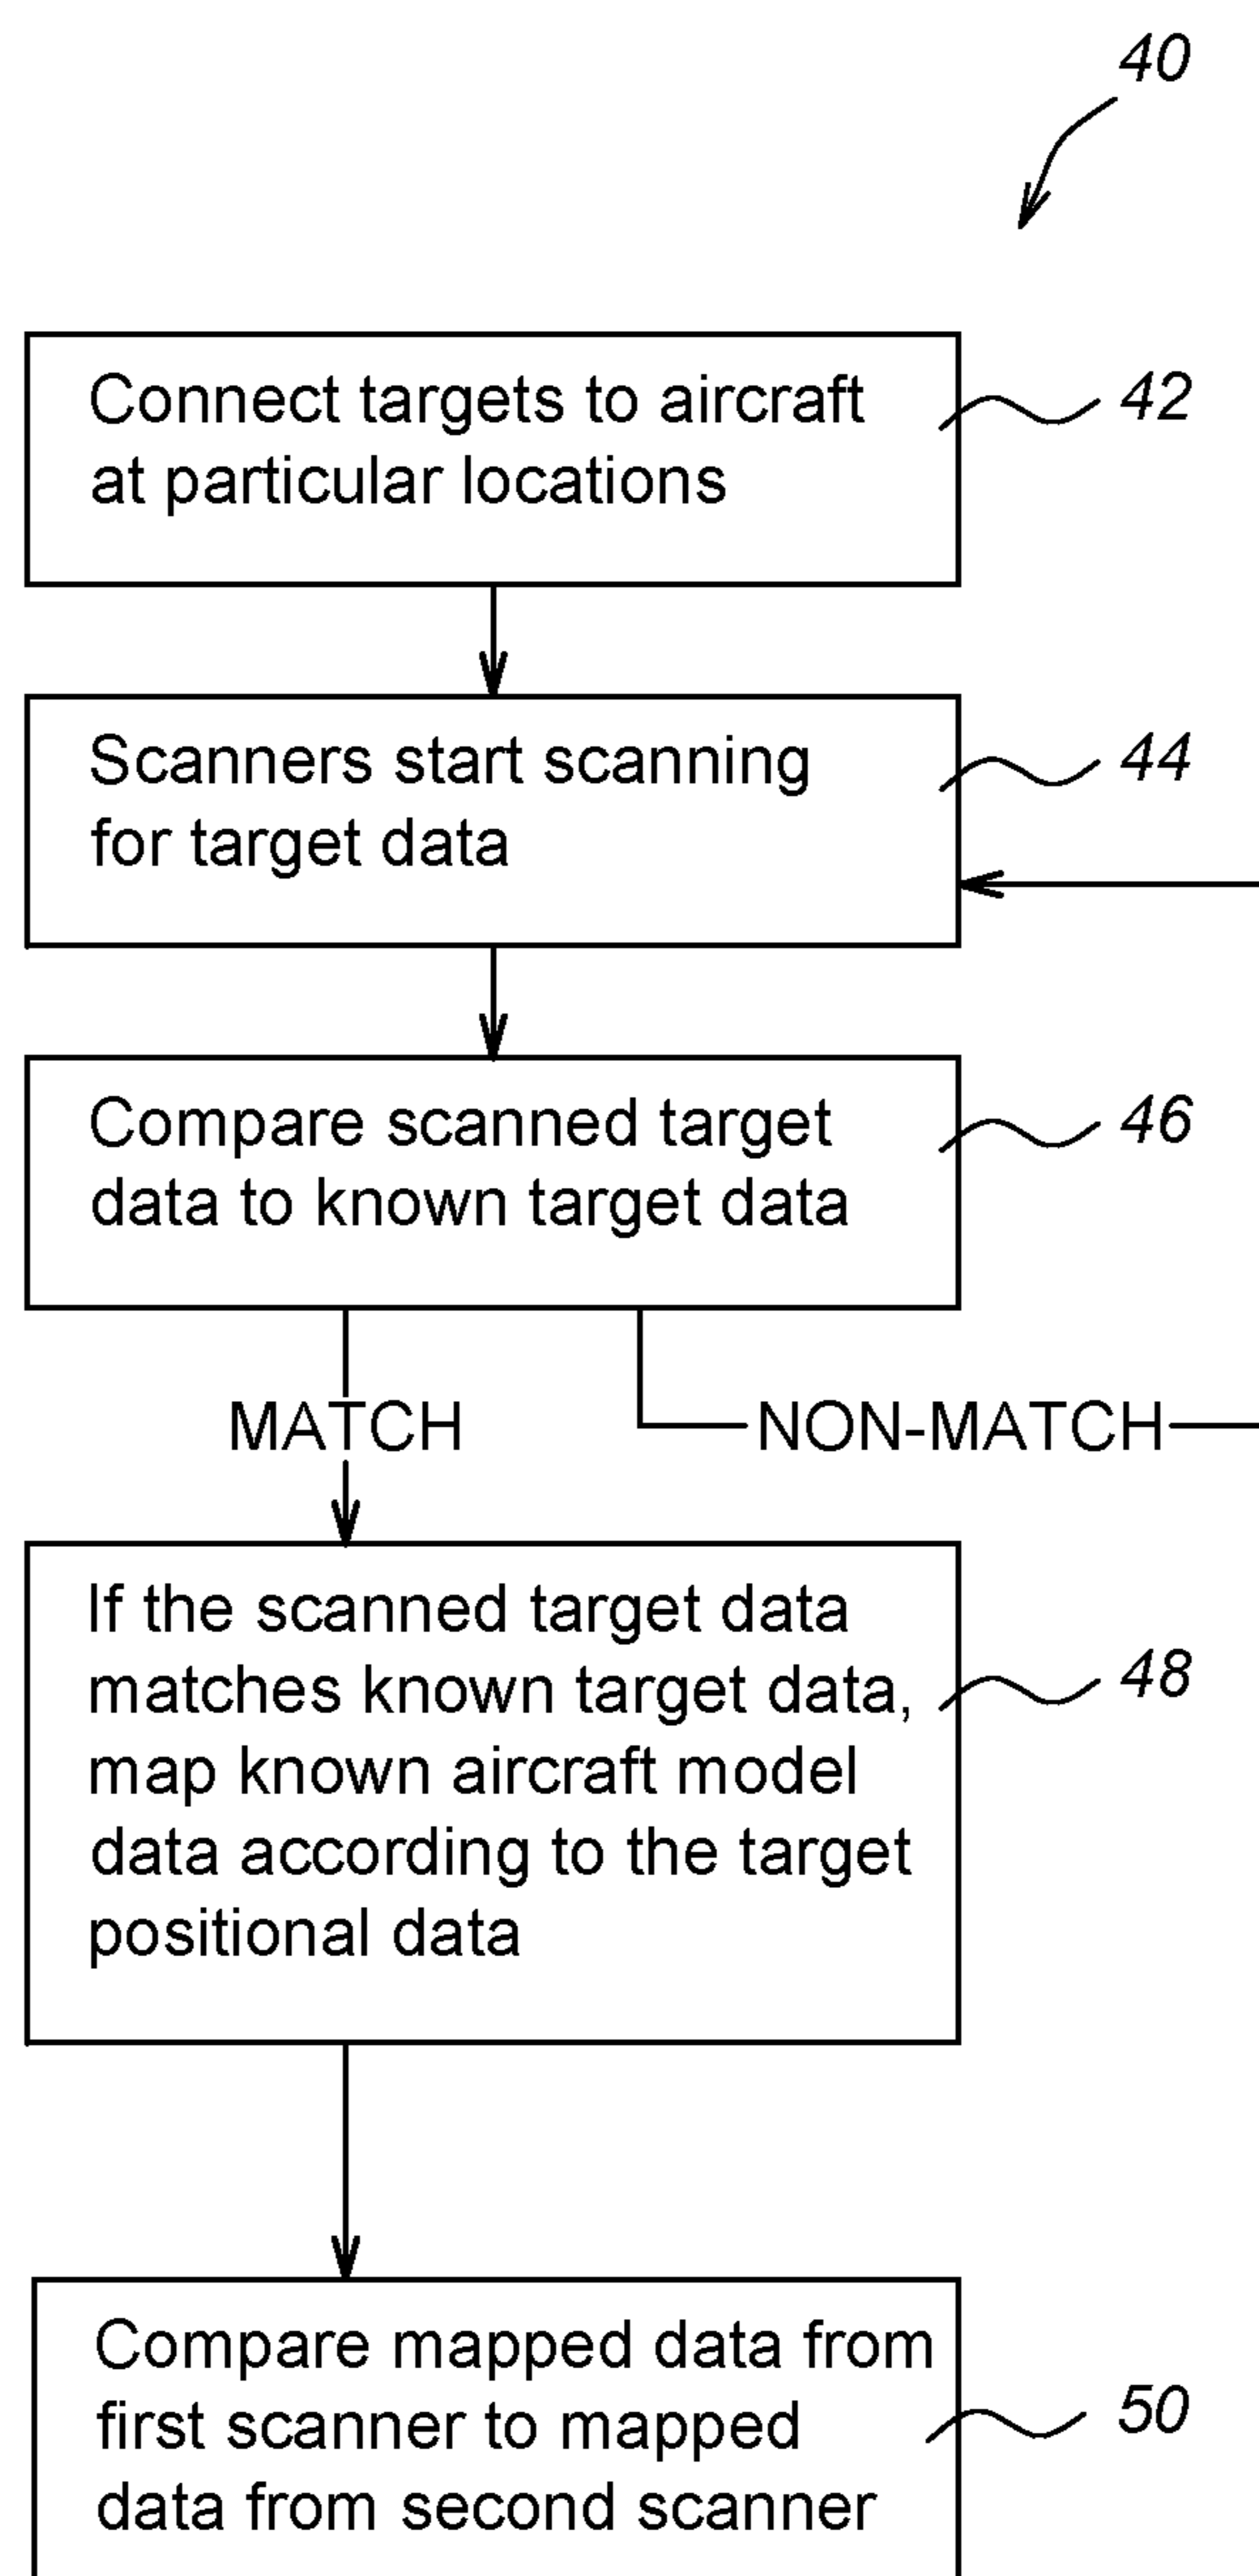 40
Connect targets to aircraft
at particular locations
42
Scanners start scanning
for target data
44
Compare scanned target
data to known target data
46
MATCH
NON-MATCH
If the scanned target data
matches known target data,
map known aircraft model
data according to the target
positional data
48
Compare mapped data from
first scanner to mapped
data from second scanner
50